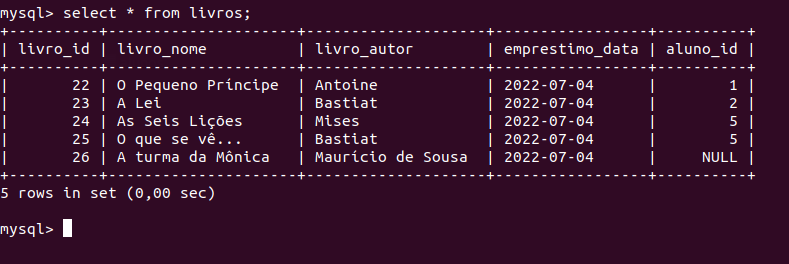 mysql> select * from livros;
+----------+---------------------+--------------------+-----------------+----------+
| livro_id | livro_nome          | livro_autor        | emprestimo_data | aluno_id |
+----------+---------------------+--------------------+-----------------+----------+
|       22 | O Pequeno Príncipe  | Antoine            | 2022-07-04      |        1 |
|       23 | A Lei               | Bastiat            | 2022-07-04      |        2 |
|       24 | As Seis Lições      | Mises              | 2022-07-04      |        5 |
|       25 | O que se vê...      | Bastiat            | 2022-07-04      |        5 |
|       26 | A turma da Mônica   | Maurício de Sousa  | 2022-07-04      |     NULL |
+----------+---------------------+--------------------+-----------------+----------+
5 rows in set (0,00 sec)
mysql>